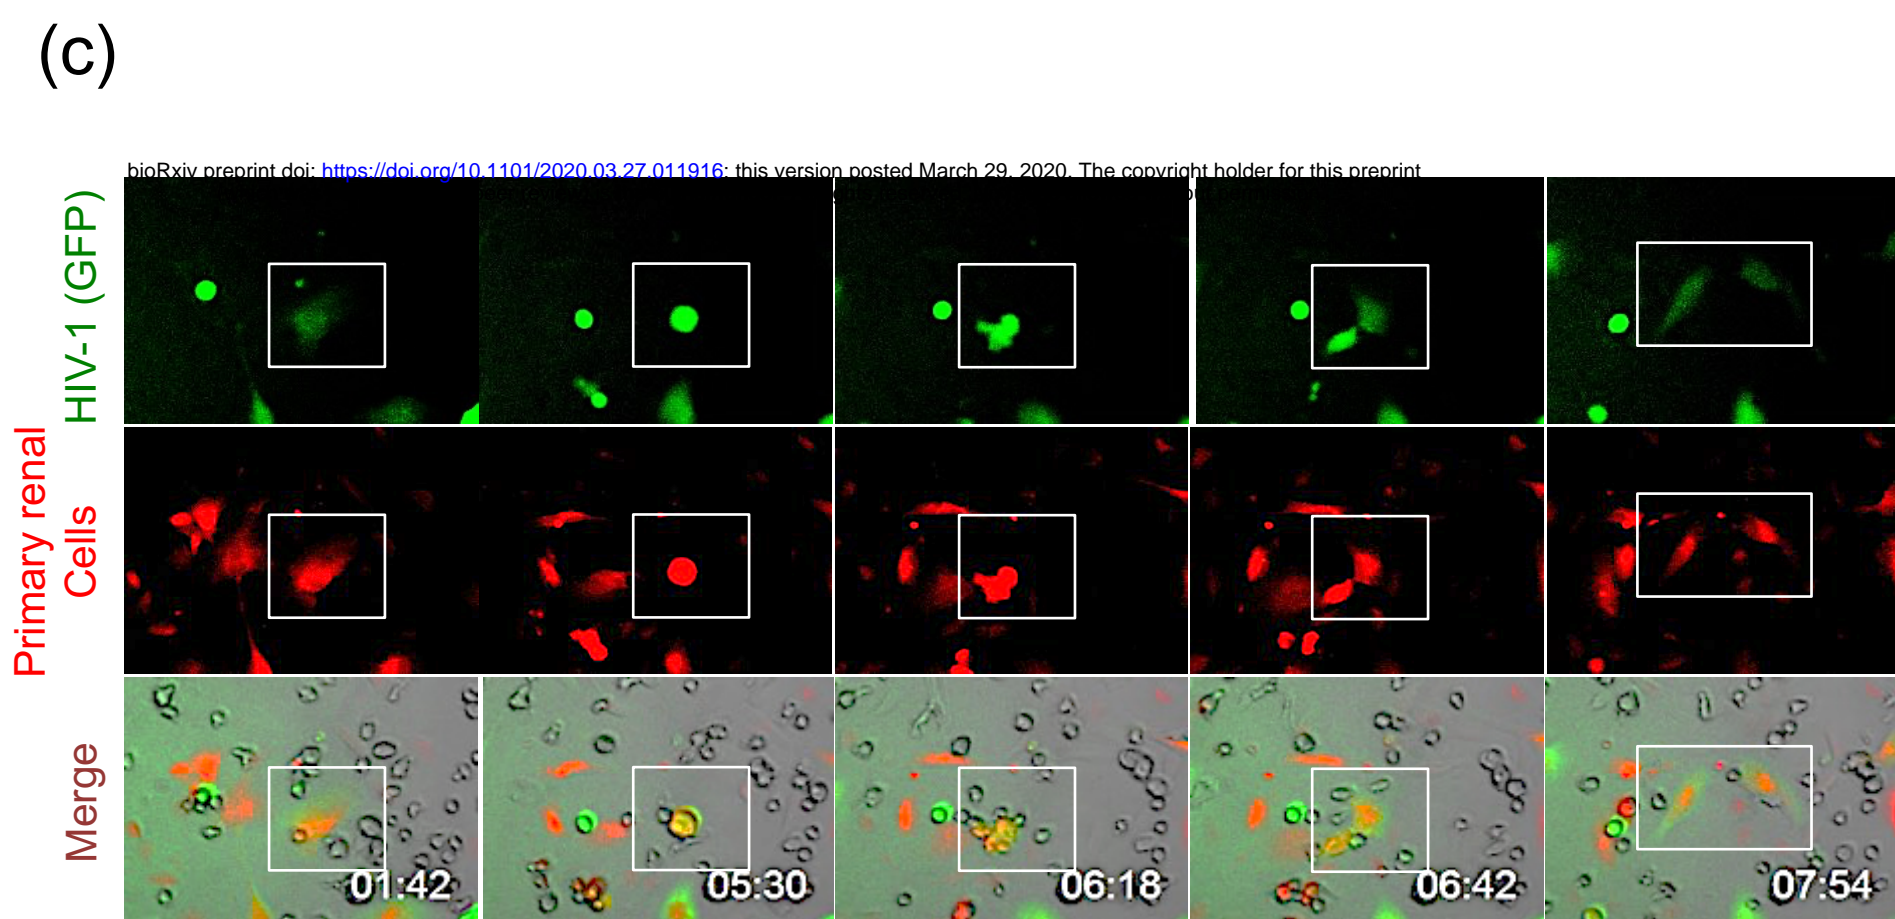 (c)
bioRxiv preprint doi: https://doi.org/10.1101/2020.03.27.011916; this version posted March 29, 2020. The copyright holder for this preprint
HIV-1 (GFP)
Primary renal
Cells
Merge
01:42
05:30
06:18
06:42
07:54